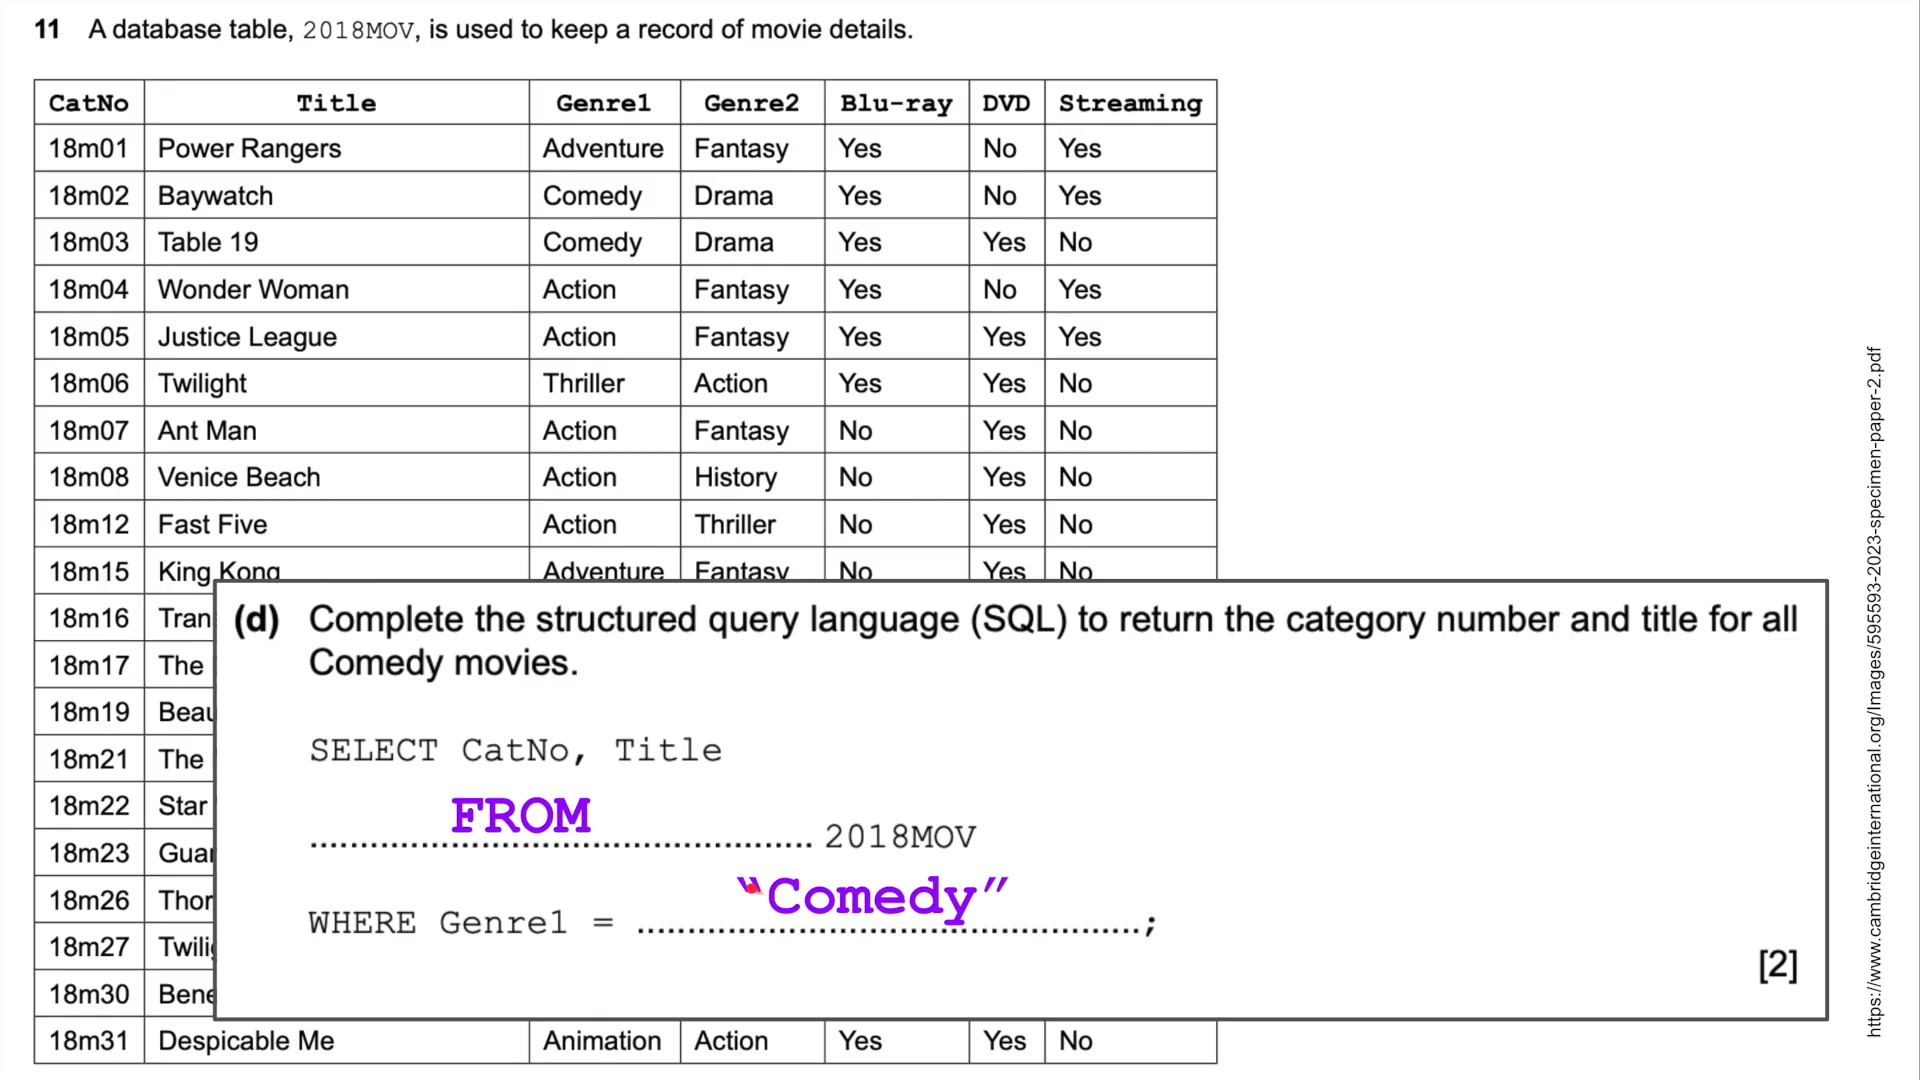 11 A database table, 2018MOV, is used to keep a record of movie details.
CatNo Title Genre1 Genre2 Blu-ray DVD Streaming
18m01 Power Rangers Adventure Fantasy Yes No Yes
18m02 Baywatch Comedy Drama Yes No Yes
18m03 Table 19 Comedy Drama Yes Yes No
18m04 Wonder Woman Action Fantasy Yes No Yes
18m05 Justice League Action Fantasy Yes Yes Yes
18m06 Twilight Thriller Action Yes Yes No
18m07 Ant Man Action Fantasy No Yes No
18m08 Venice Beach Action History No Yes No
18m12 Fast Five Action Thriller No Yes No
18m15 King Kong Adventure Fantasy No Yes No
18m16 Tran
18m17 The
18m19 Beau
18m21 The
18m22 Star
18m23 Guar
18m26 Thor
18m27 Twili
18m30 Bene
18m31 Despicable Me Animation Action Yes Yes No
(d) Complete the structured query language (SQL) to return the category number and title for all
Comedy movies.
SELECT CatNo, Title
FROM 2018MOV
WHERE Genre1 = “Comedy” ;
[2]
https://www.cambridgeinternational.org/Images/595593-2023-specimen-paper-2.pdf